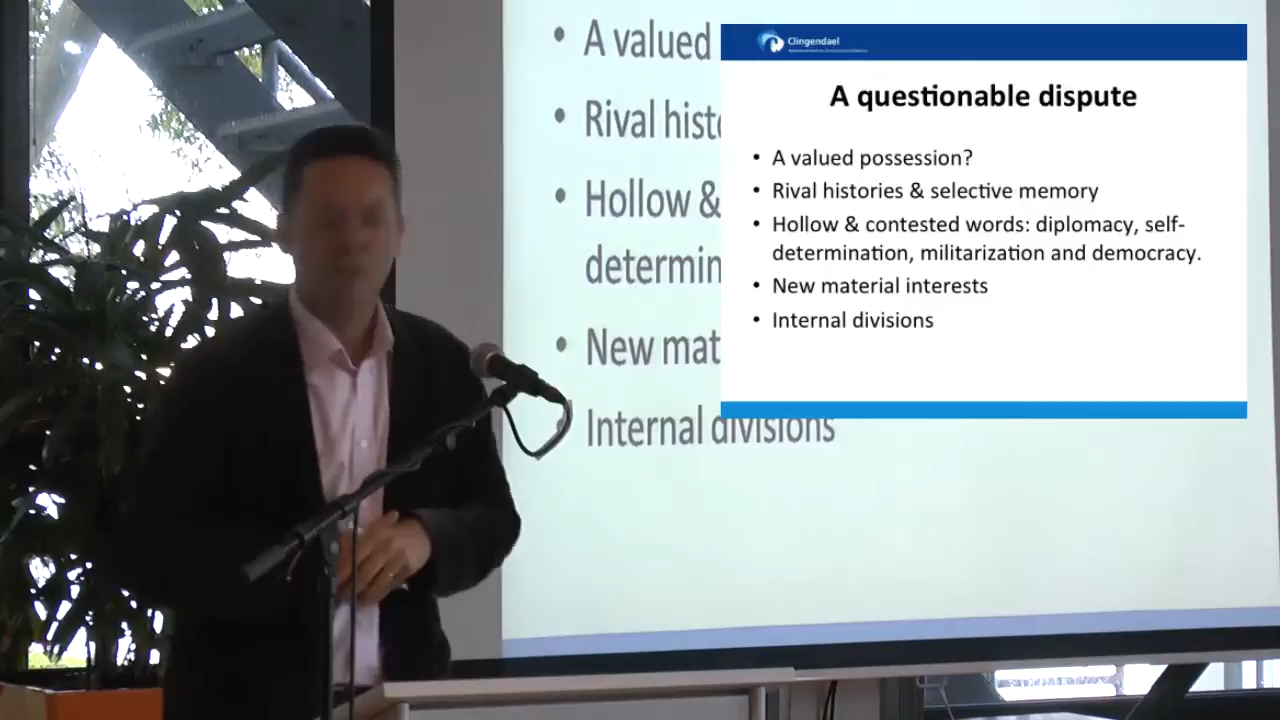 A valued
Rival hist
Hollow &
determin
New mat
Internal divisions
Clingendael
A questionable dispute
• A valued possession?
• Rival histories & selective memory
• Hollow & contested words: diplomacy, self-
determination, militarization and democracy.
• New material interests
• Internal divisions